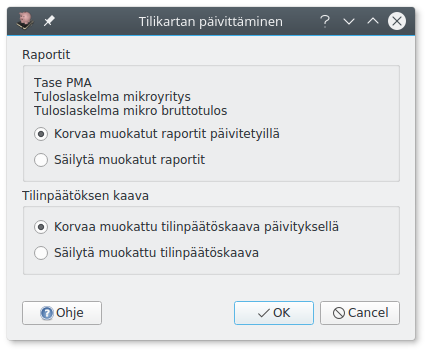 Tilikartan päivittäminen
Raportit
Tase PMA
Tuloslaskelma mikroyritys
Tuloslaskelma mikro bruttotulos
Korvaa muokatut raportit päivitetyillä
Säilytä muokatut raportit
Tilinpäätöksen kaava
Korvaa muokattu tilinpäätöskaava päivityksellä
Säilytä muokattu tilinpäätöskaava
Ohje
OK
Cancel